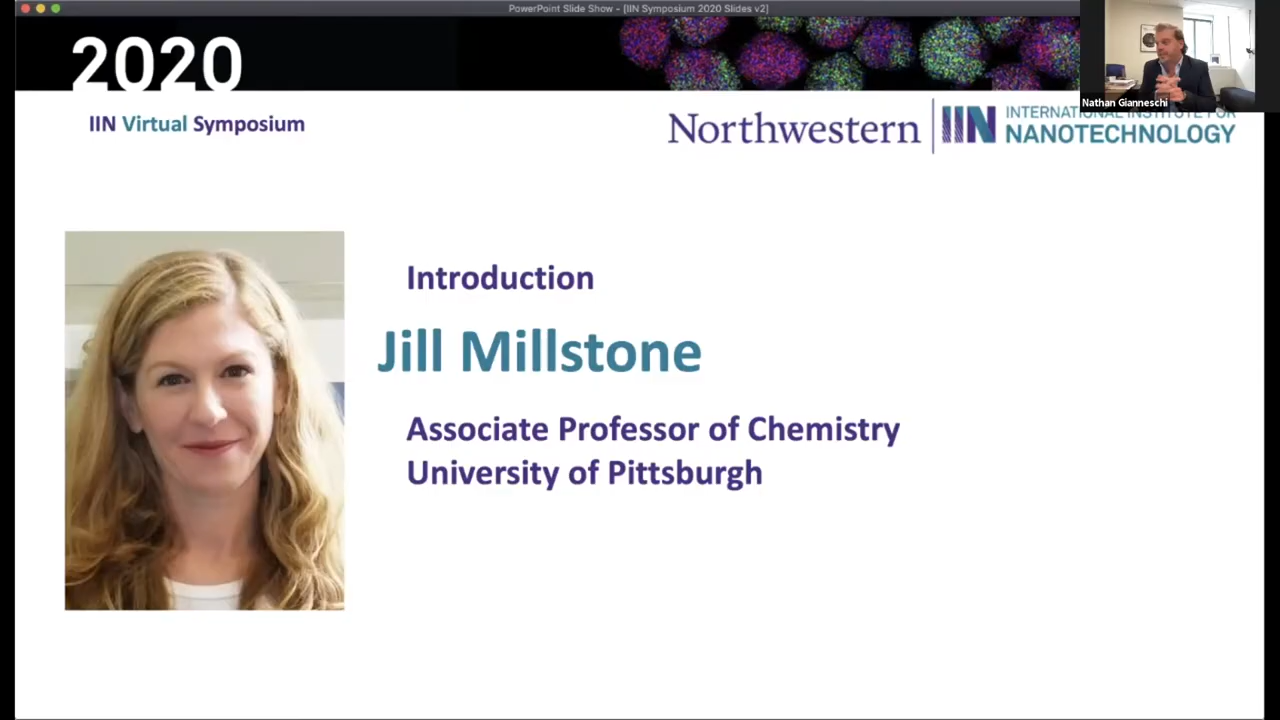 PowerPoint Slide Show - [IIN Symposium 2020 Slides v2]
2020
IIN Virtual Symposium
Northwestern
IIN
INTERNATIONAL INSTITUTE FOR
NANOTECHNOLOGY
Nathan Gianneschi
Introduction
Jill Millstone
Associate Professor of Chemistry
University of Pittsburgh